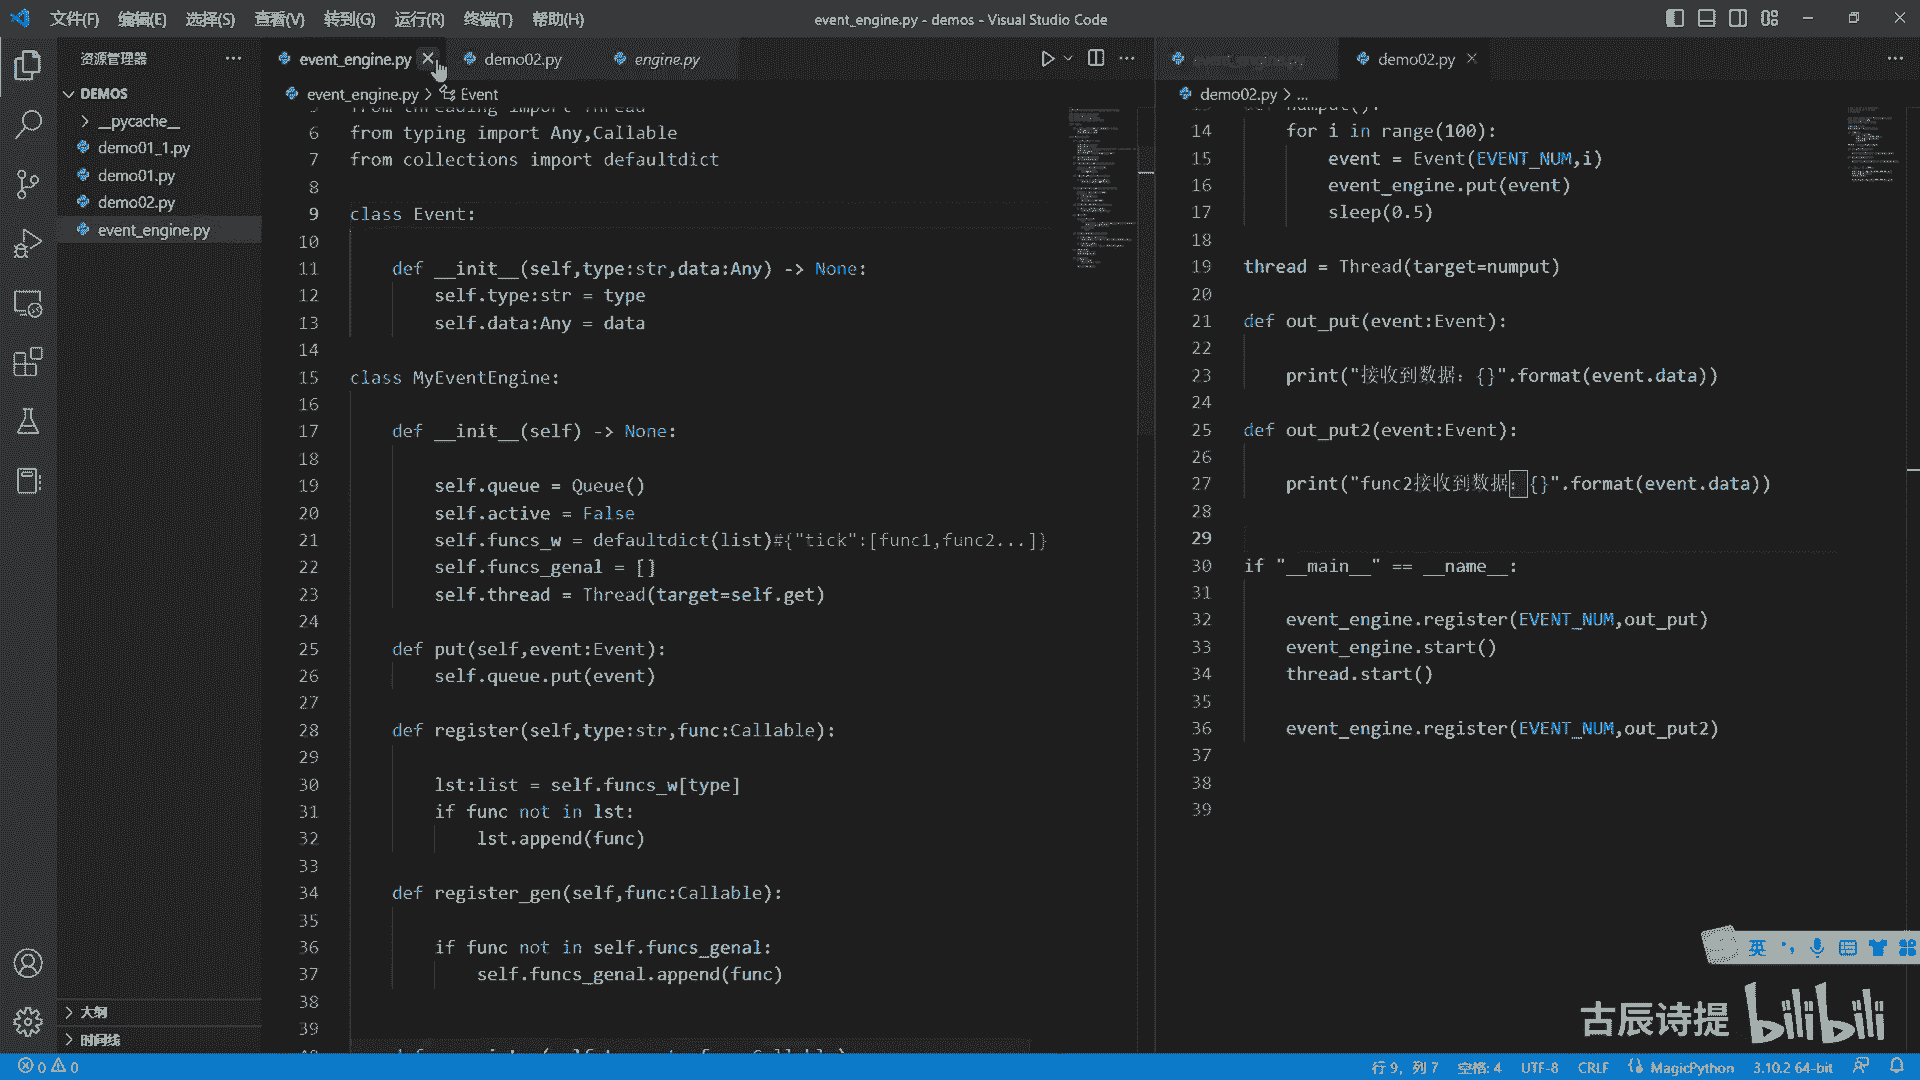 文件(F) 编辑(E) 选择(S) 查看(V) 转到(G) 运行(R) 终端(T) 帮助(H)
event_engine.py - demos - Visual Studio Code
资源管理器
DEMOS
__pycache__
demo01_1.py
demo01.py
demo02.py
event_engine.py
大纲
时间线
event_engine.py
demo02.py
engine.py
event_engine.py > Event
6 from typing import Any,Callable
7 from collections import defaultdict
8
9 class Event:
10
11 def __init__(self,type:str,data:Any) -> None:
12 self.type:str = type
13 self.data:Any = data
14
15 class MyEventEngine:
16
17 def __init__(self) -> None:
18
19 self.queue = Queue()
20 self.active = False
21 self.funcs_w = defaultdict(list)#{"tick":[func1,func2...]}
22 self.funcs_genal = []
23 self.thread = Thread(target=self.get)
24
25 def put(self,event:Event):
26 self.queue.put(event)
27
28 def register(self,type:str,func:Callable):
29
30 lst:list = self.funcs_w[type]
31 if func not in lst:
32 lst.append(func)
33
34 def register_gen(self,func:Callable):
35
36 if func not in self.funcs_genal:
37 self.funcs_genal.append(func)
38
39
event_engine.py
demo02.py
demo02.py > ...
14 for i in range(100):
15 event = Event(EVENT_NUM,i)
16 event_engine.put(event)
17 sleep(0.5)
18
19 thread = Thread(target=numput)
20
21 def out_put(event:Event):
22
23 print("接收到数据：{}".format(event.data))
24
25 def out_put2(event:Event):
26
27 print("func2接收到数据：{}".format(event.data))
28
29
30 if "__main__" == __name__:
31
32 event_engine.register(EVENT_NUM,out_put)
33 event_engine.start()
34 thread.start()
35
36 event_engine.register(EVENT_NUM,out_put2)
37
38
39
英
古辰诗提 bilibili
0 0
行 9，列 7 空格: 4 UTF-8 CRLF MagicPython 3.10.2 64-bit